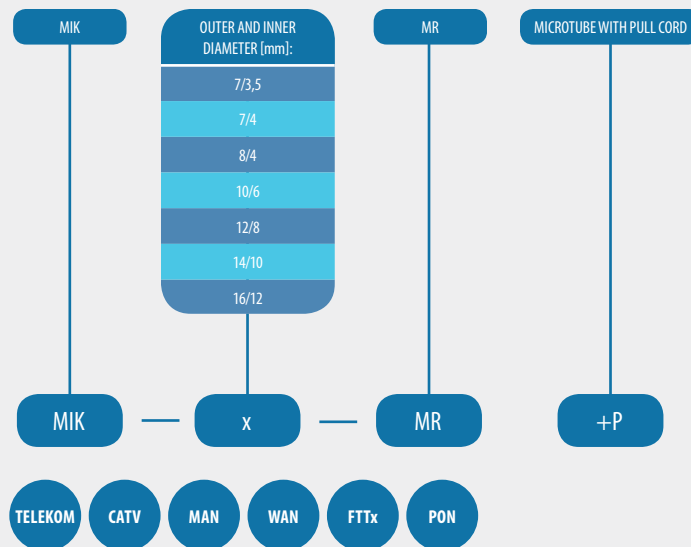 MIK
OUTER AND INNER
DIAMETER [mm]:
MR
MICROTUBE WITH PULL CORD
7/3,5
7/4
8/4
10/6
12/8
14/10
16/12
MIK — x — MR +P
TELEKOM CATV MAN WAN FTTx PON